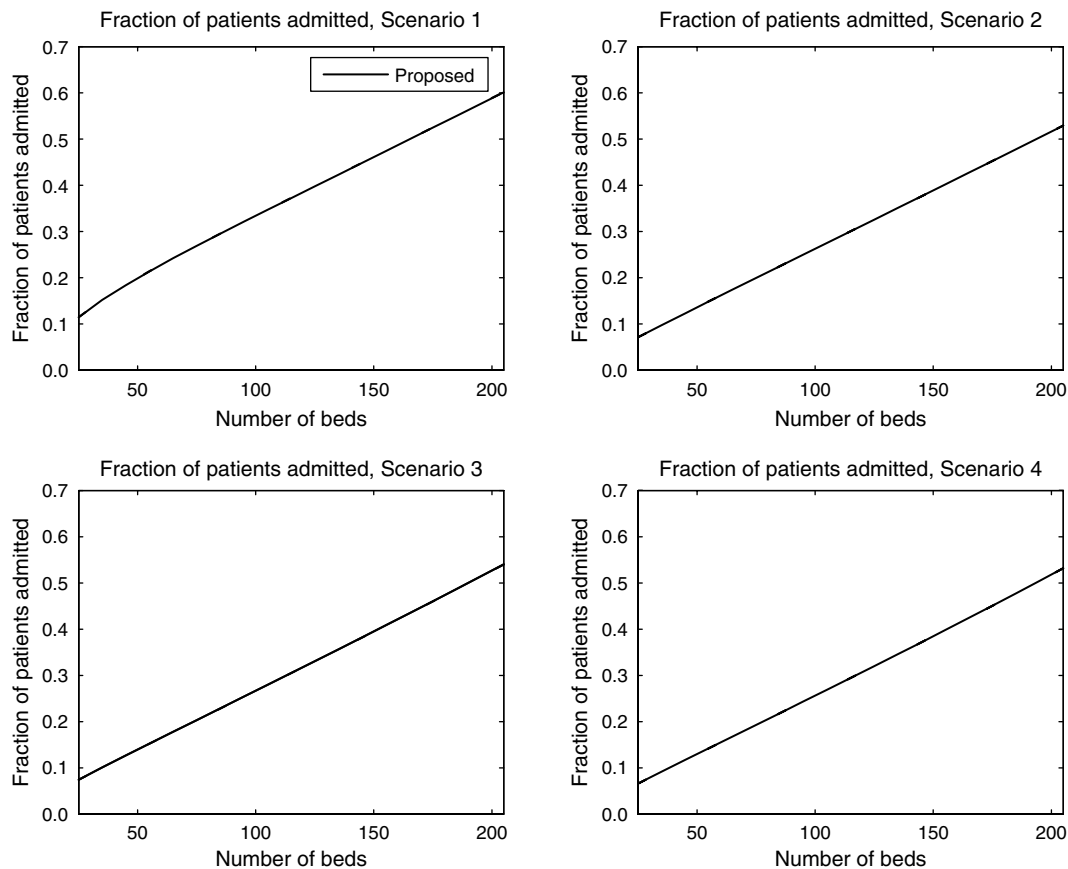 Fraction of patients admitted, Scenario 1
0.7
0.6
0.5
0.4
0.3
0.2
0.1
0.0
Fraction of patients admitted
Proposed
50 100 150 200
Number of beds
Fraction of patients admitted, Scenario 2
0.7
0.6
0.5
0.4
0.3
0.2
0.1
0.0
Fraction of patients admitted
50 100 150 200
Number of beds
Fraction of patients admitted, Scenario 3
0.7
0.6
0.5
0.4
0.3
0.2
0.1
0.0
Fraction of patients admitted
50 100 150 200
Number of beds
Fraction of patients admitted, Scenario 4
0.7
0.6
0.5
0.4
0.3
0.2
0.1
0.0
Fraction of patients admitted
50 100 150 200
Number of beds